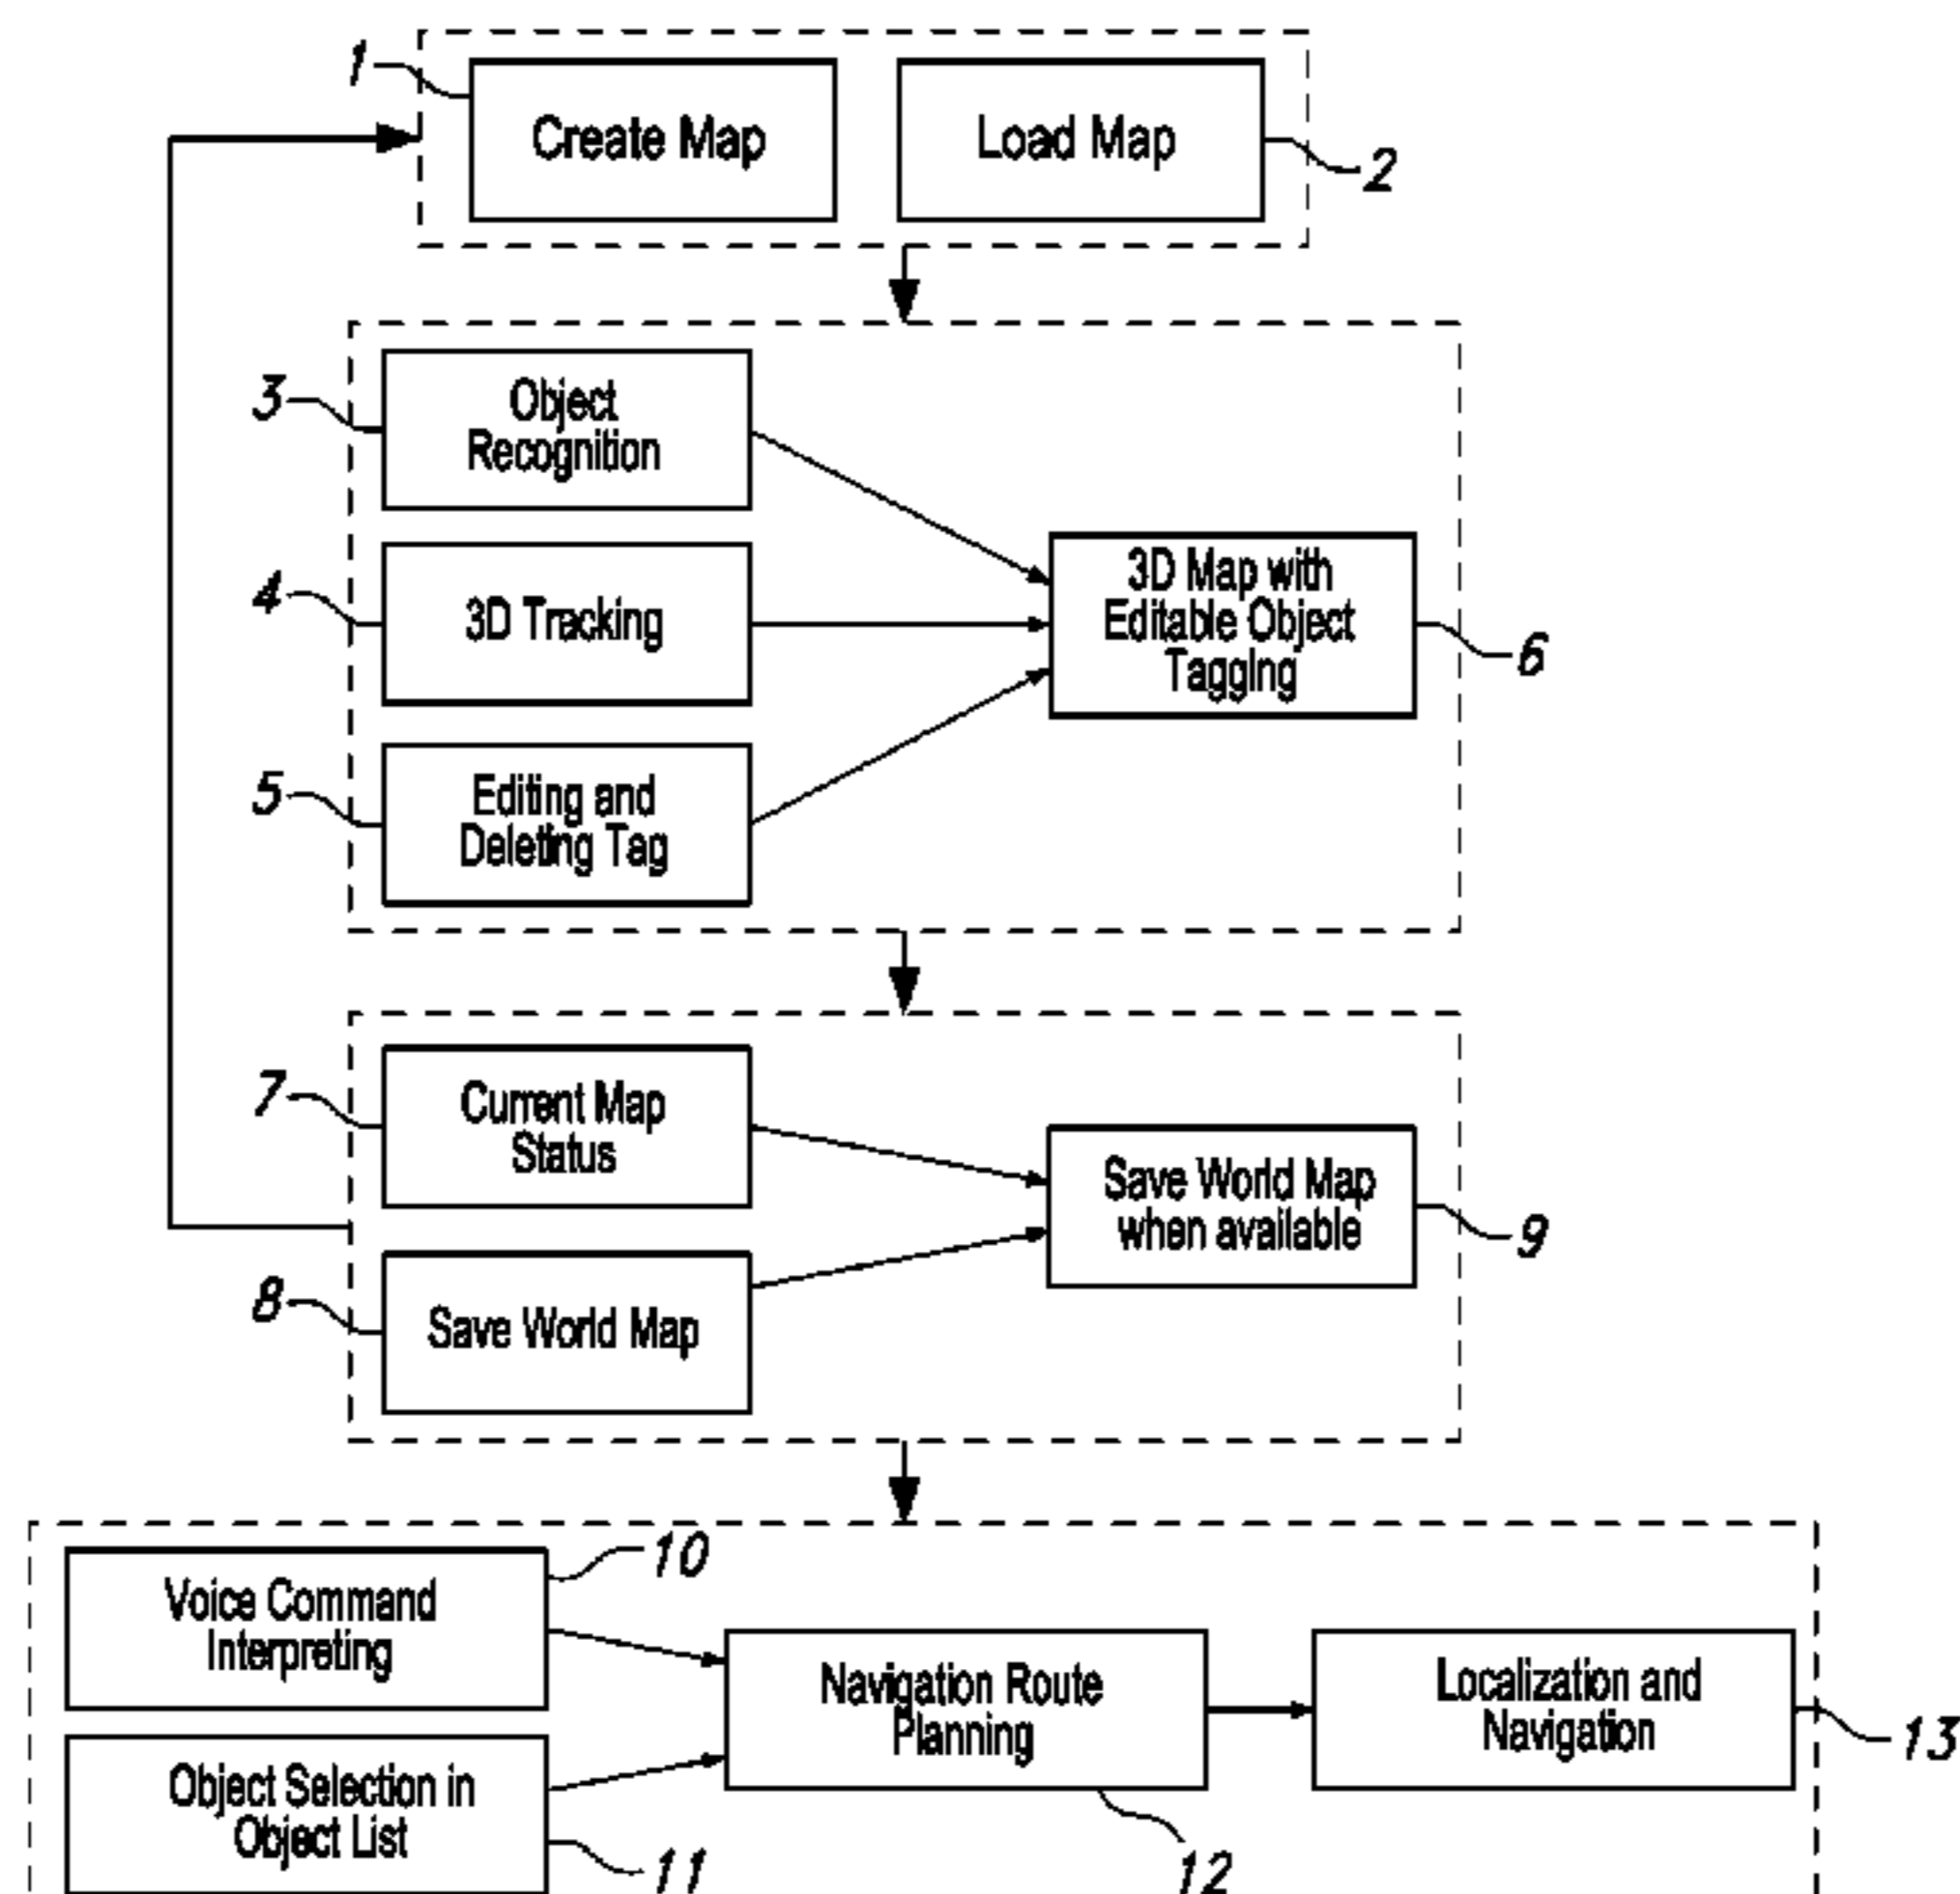 1
Create Map
Load Map
2
3
Object
Recognition
4
3D Tracking
5
Editing and
Deleting Tag
3D Map with
Editable Object
Tagging
6
7
Current Map
Status
8
Save World Map
Save World Map
when available
9
Voice Command
Interpreting
10
Object Selection in
Object List
11
Navigation Route
Planning
12
Localization and
Navigation
13